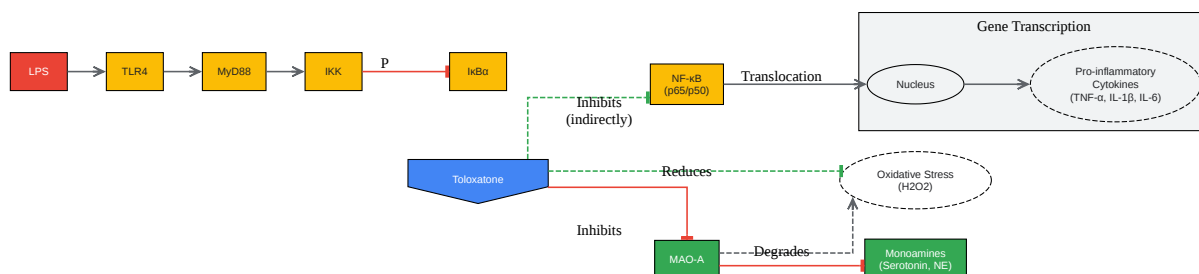 Gene Transcription
LPS
TLR4
MyD88
IKK
P
IκBα
NF-κB
(p65/p50)
Translocation
Nucleus
Pro-inflammatory
Cytokines
(TNF-α, IL-1β, IL-6)
Inhibits
(indirectly)
Toloxatone
Reduces
Oxidative Stress
(H2O2)
Inhibits
MAO-A
Degrades
Monoamines
(Serotonin, NE)